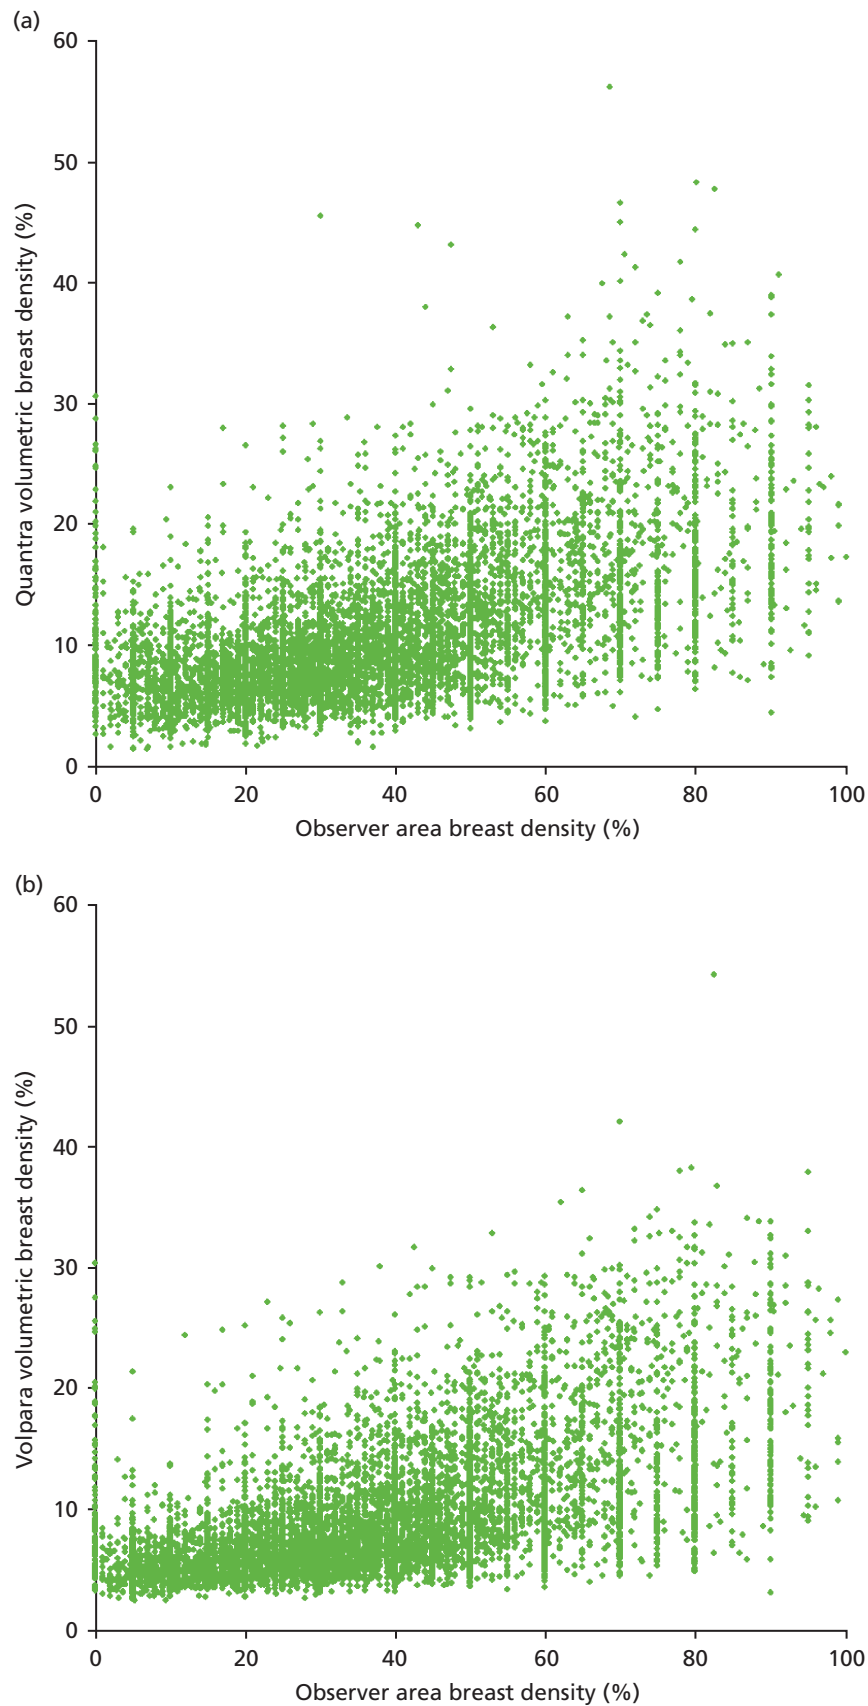 (a)
60
50
40
30
20
10
0
Quantra volumetric breast density (%)
0 20 40 60 80 100
Observer area breast density (%)
(b)
60
50
40
30
20
10
0
Volpara volumetric breast density (%)
0 20 40 60 80 100
Observer area breast density (%)